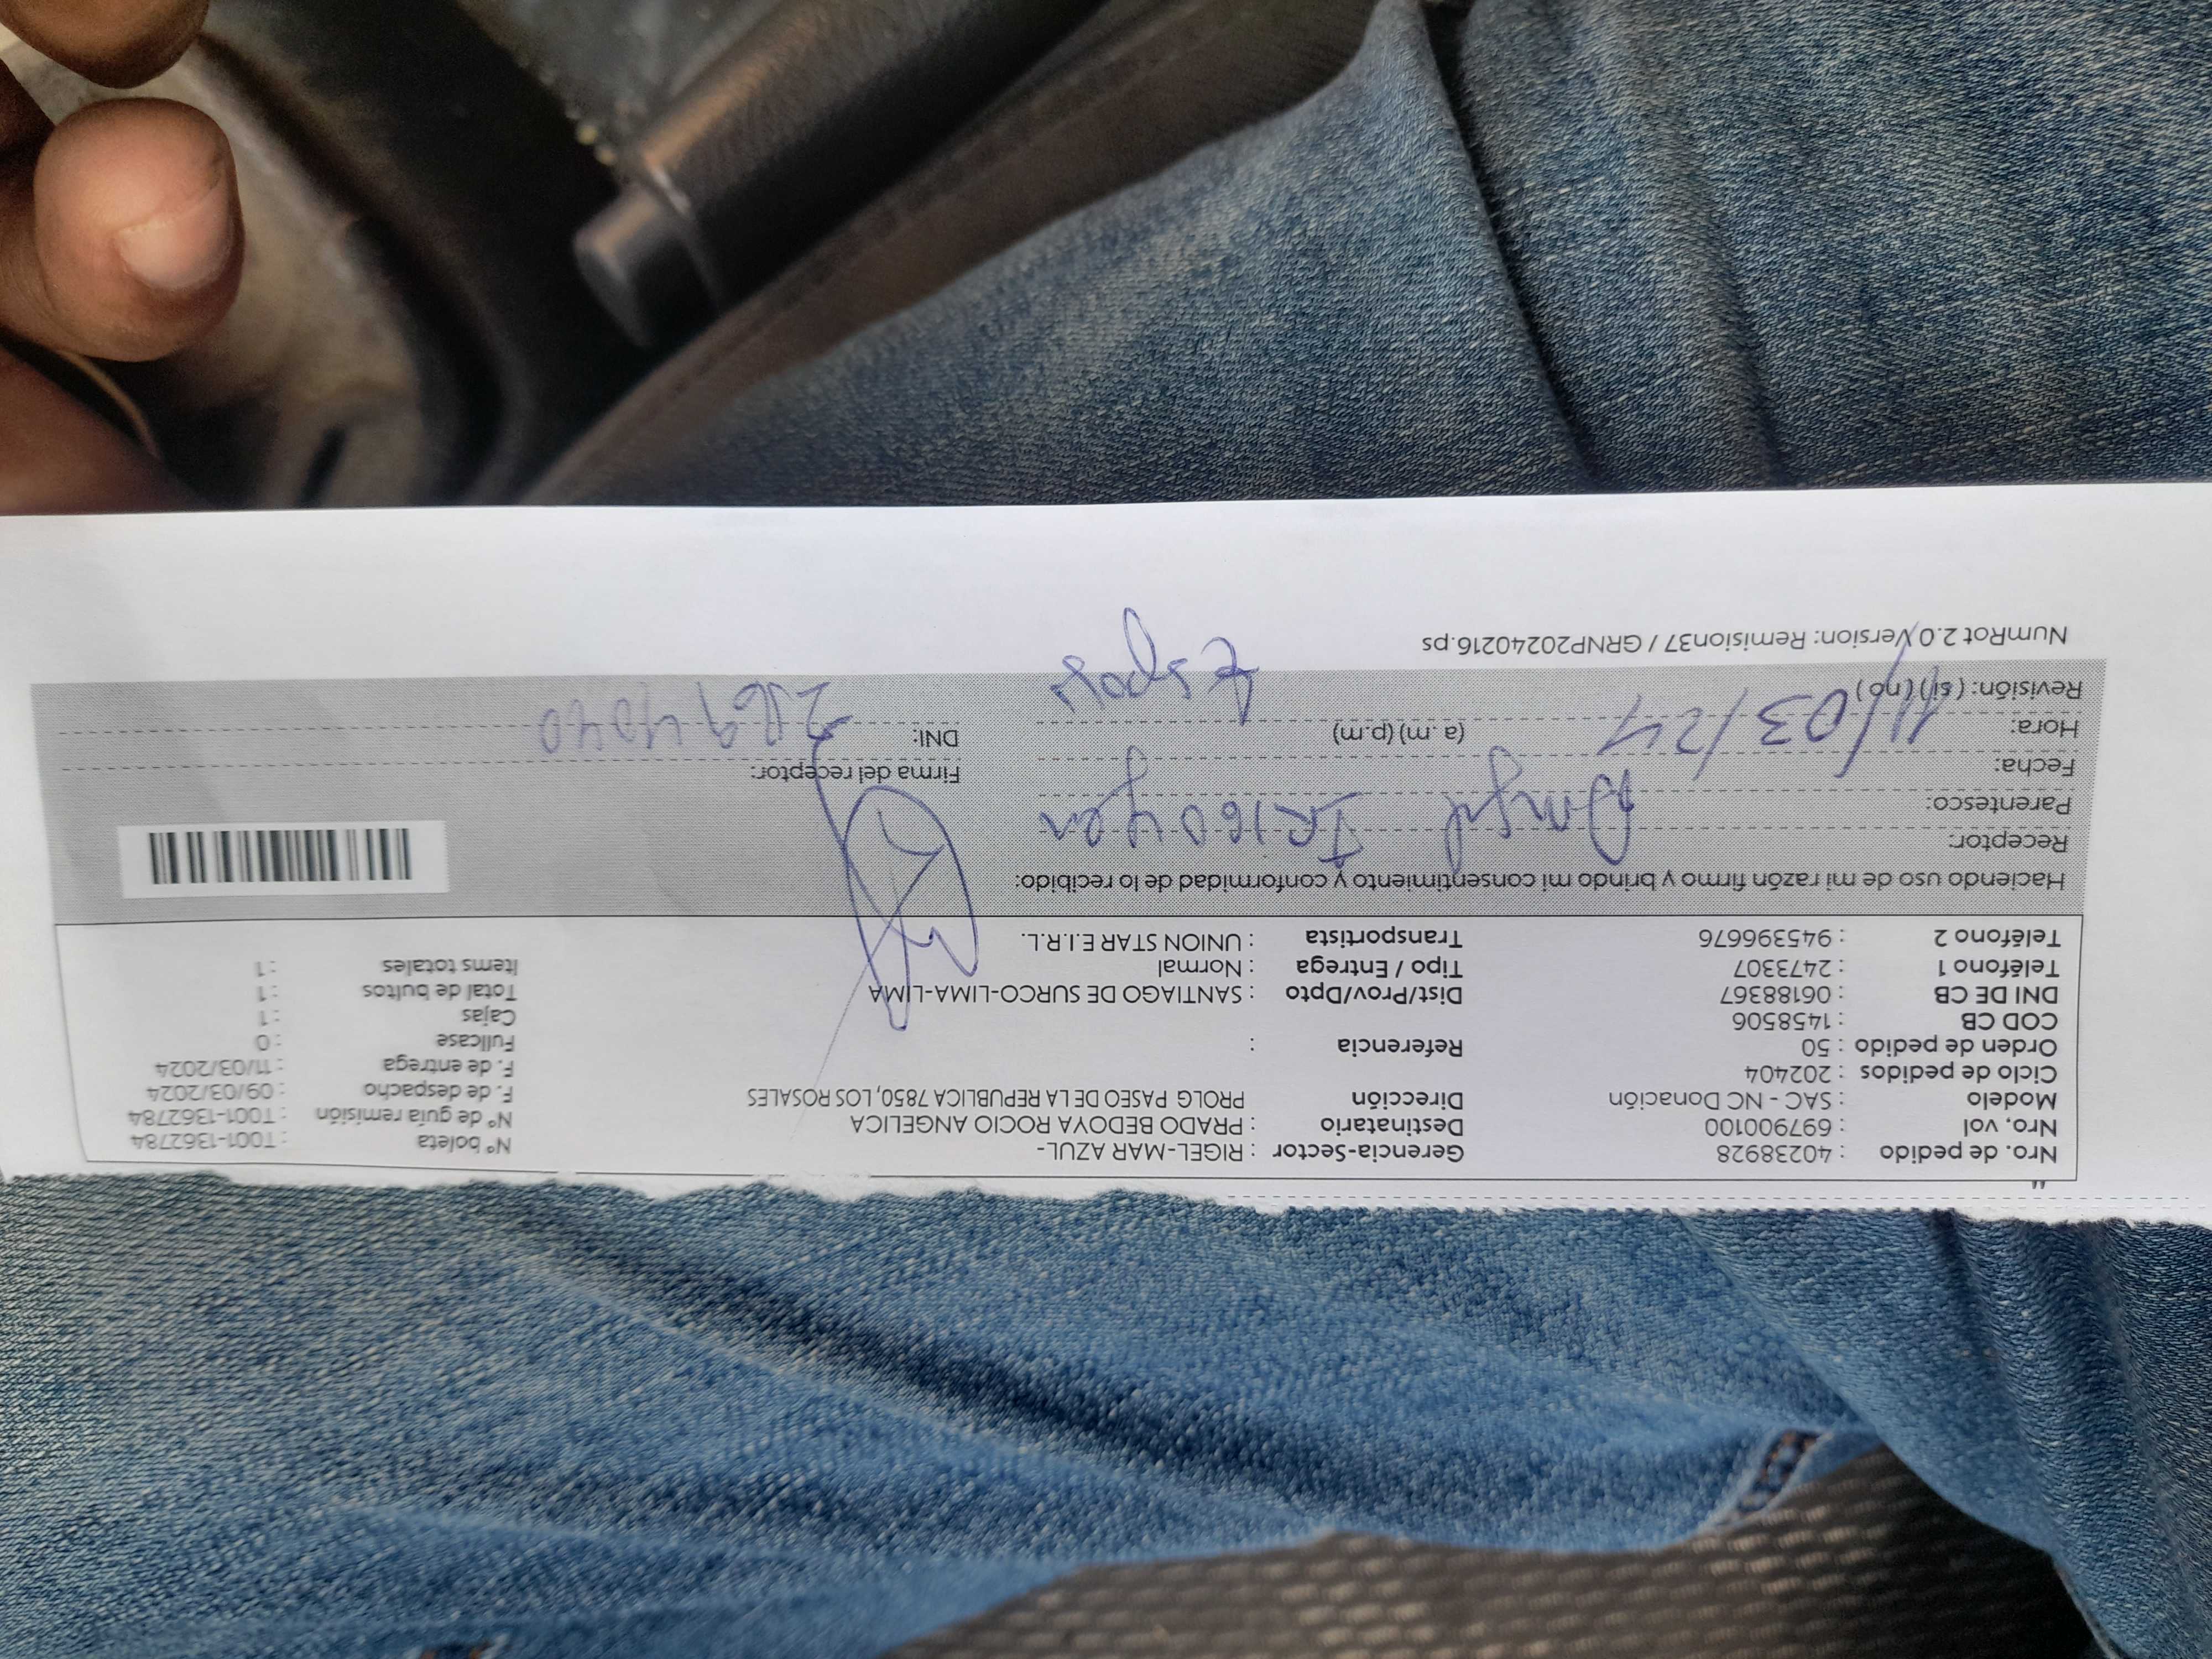 Nro. de pedido : 40238928 Gerencia-Sector : RIGEL-MAR AZUL- N° boleta : T001-1362784
Nro, vol : 697900100 Destinatario : PRADO BEDOYA ROCIO ANGELICA N° de guía remisión : T001-1362784
Modelo : SAC - NC Donación Dirección : PROLG PASEO DE LA REPUBLICA 7850, LOS ROSALES F. de despacho : 09/03/2024
Ciclo de pedidos : 202404 F. de entrega : 11/03/2024
Orden de pedido : 50 Referencia : Fullcase : 0
COD CB : 1458506 Cajas : 1
DNI DE CB : 06188367 Dist/Prov/Dpto : SANTIAGO DE SURCO-LIMA-LIMA Total de bultos : 1
Teléfono 1 : 2473307 Tipo / Entrega : Normal Items totales : 1
Teléfono 2 : 945396676 Transportista : UNION STAR E.I.R.L.
Haciendo uso de mi razón firmo y brindo mi consentimiento y conformidad de lo recibido:
Receptor: Angel
Parentesco:
Fecha: Firma del receptor:
Hora: 11/03/24 (a. m) (p.m) DNI:
Revisión: ( si) ( no) Esposo
NumRot 2.0 Version: Remision37 / GRNP20240216.ps